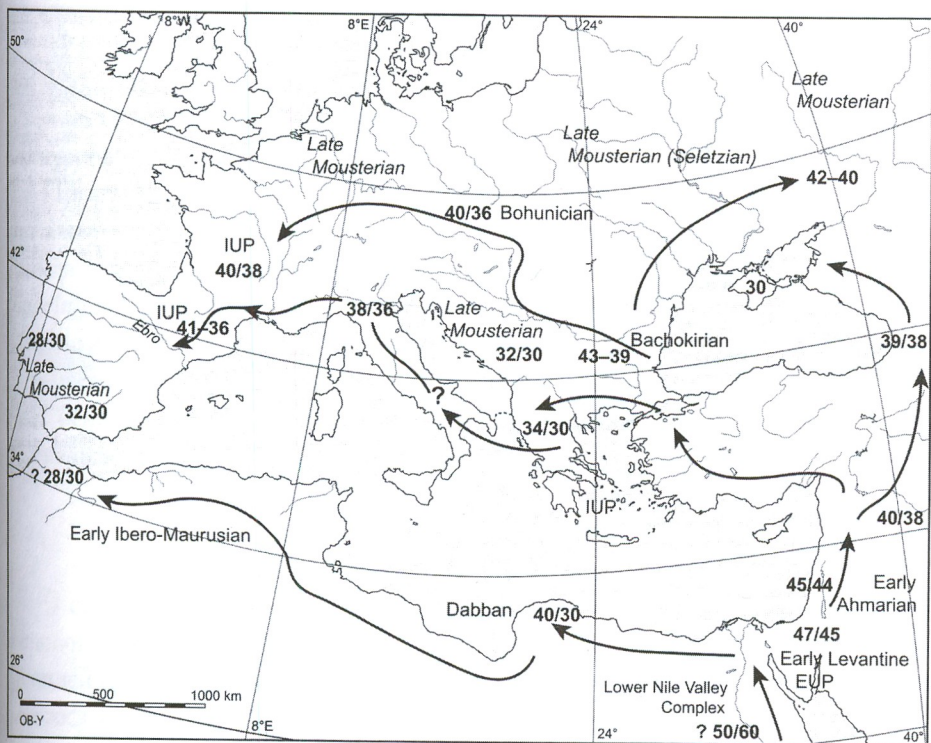 8°W
8°E
24°
40°
50°
Late
Mousterian
Late
Mousterian
Late
Mousterian (Seletzian)
42–40
40/36 Bohunician
IUP
40/38
42°
30
IUP
41–36
Ebro
38/36
Late
Mousterian
32/30
43–39
Bachokirian
39/38
28/30
Late
Mousterian
32/30
?
34/30
34°
? 28/30
IUP
40/38
Early Ibero-Maurusian
45/44
Early
Ahmarian
Dabban
40/30
47/45
Early Levantine
EUP
26°
0 500 1000 km
Lower Nile Valley
Complex
? 50/60
OB-Y
8°E
24°
40°